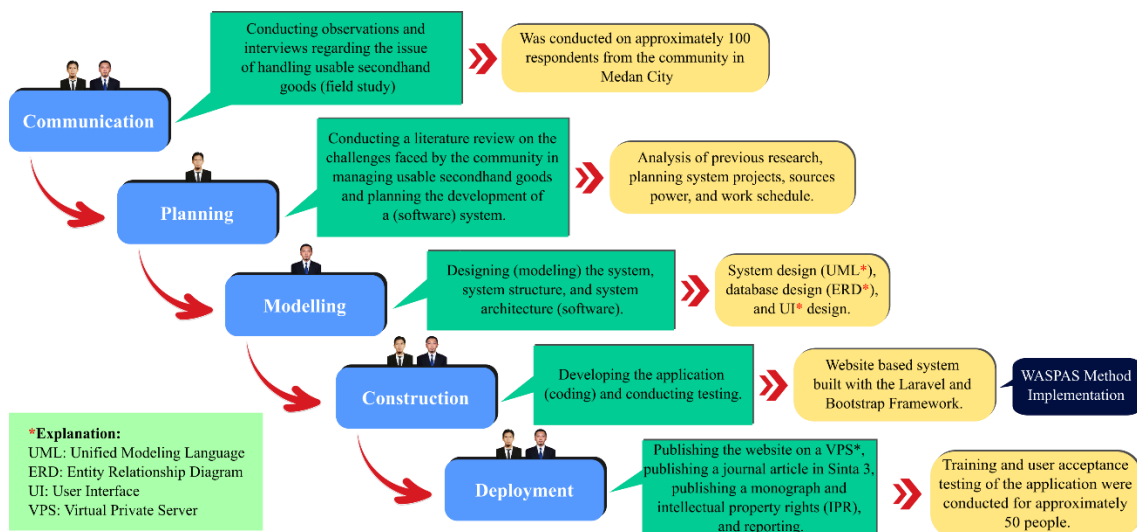 Conducting observations and
interviews regarding the issue
of handling usable secondhand
goods (field study)
Was conducted on approximately 100
respondents from the community in
Medan City
Communication
Conducting a literature review on the
challenges faced by the community in
managing usable secondhand goods
and planning the development of
a (software) system.
Analysis of previous research,
planning system projects, sources
power, and work schedule.
Planning
Designing (modeling) the system,
system structure, and system
architecture (software).
System design (UML*),
database design (ERD*),
and UI* design.
Modelling
Developing the application
(coding) and conducting testing.
Website based system
built with the Laravel and
Bootstrap Framework.
WASPAS Method
Implementation
Construction
Publishing the website on a VPS*,
publishing a journal article in Sinta 3,
publishing a monograph and
intellectual property rights (IPR),
and reporting.
Training and user acceptance
testing of the application were
conducted for approximately
50 people.
Deployment
*Explanation:
UML: Unified Modeling Language
ERD: Entity Relationship Diagram
UI: User Interface
VPS: Virtual Private Server